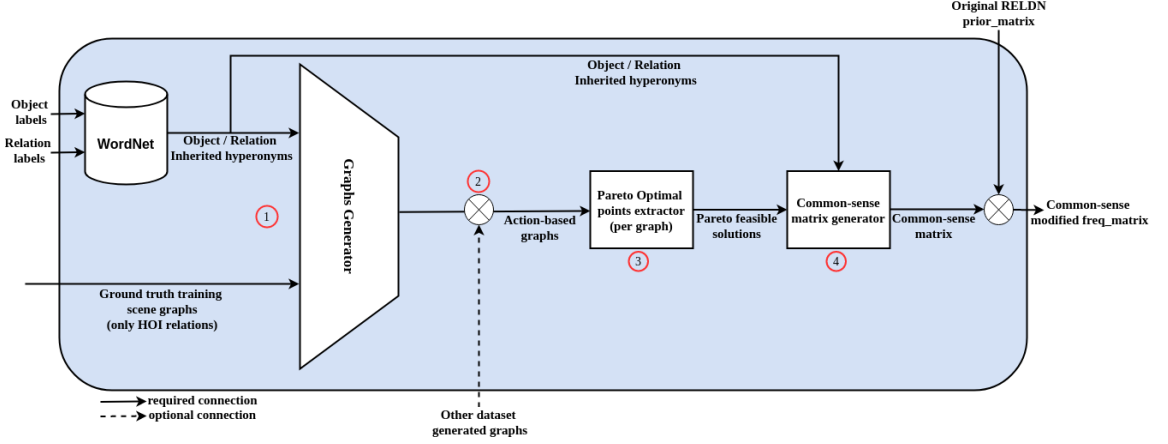 Original RELDN
prior_matrix
Object
labels
Relation
labels
WordNet
Object / Relation
Inherited hyperonyms
Object / Relation
Inherited hyperonyms
1
Graphs Generator
2
Action-based
graphs
Pareto Optimal
points extractor
(per graph)
3
Pareto feasible
solutions
Common-sense
matrix generator
4
Common-sense
matrix
Common-sense
modified freq_matrix
Ground truth training
scene graphs
(only HOI relations)
required connection
optional connection
Other dataset
generated graphs